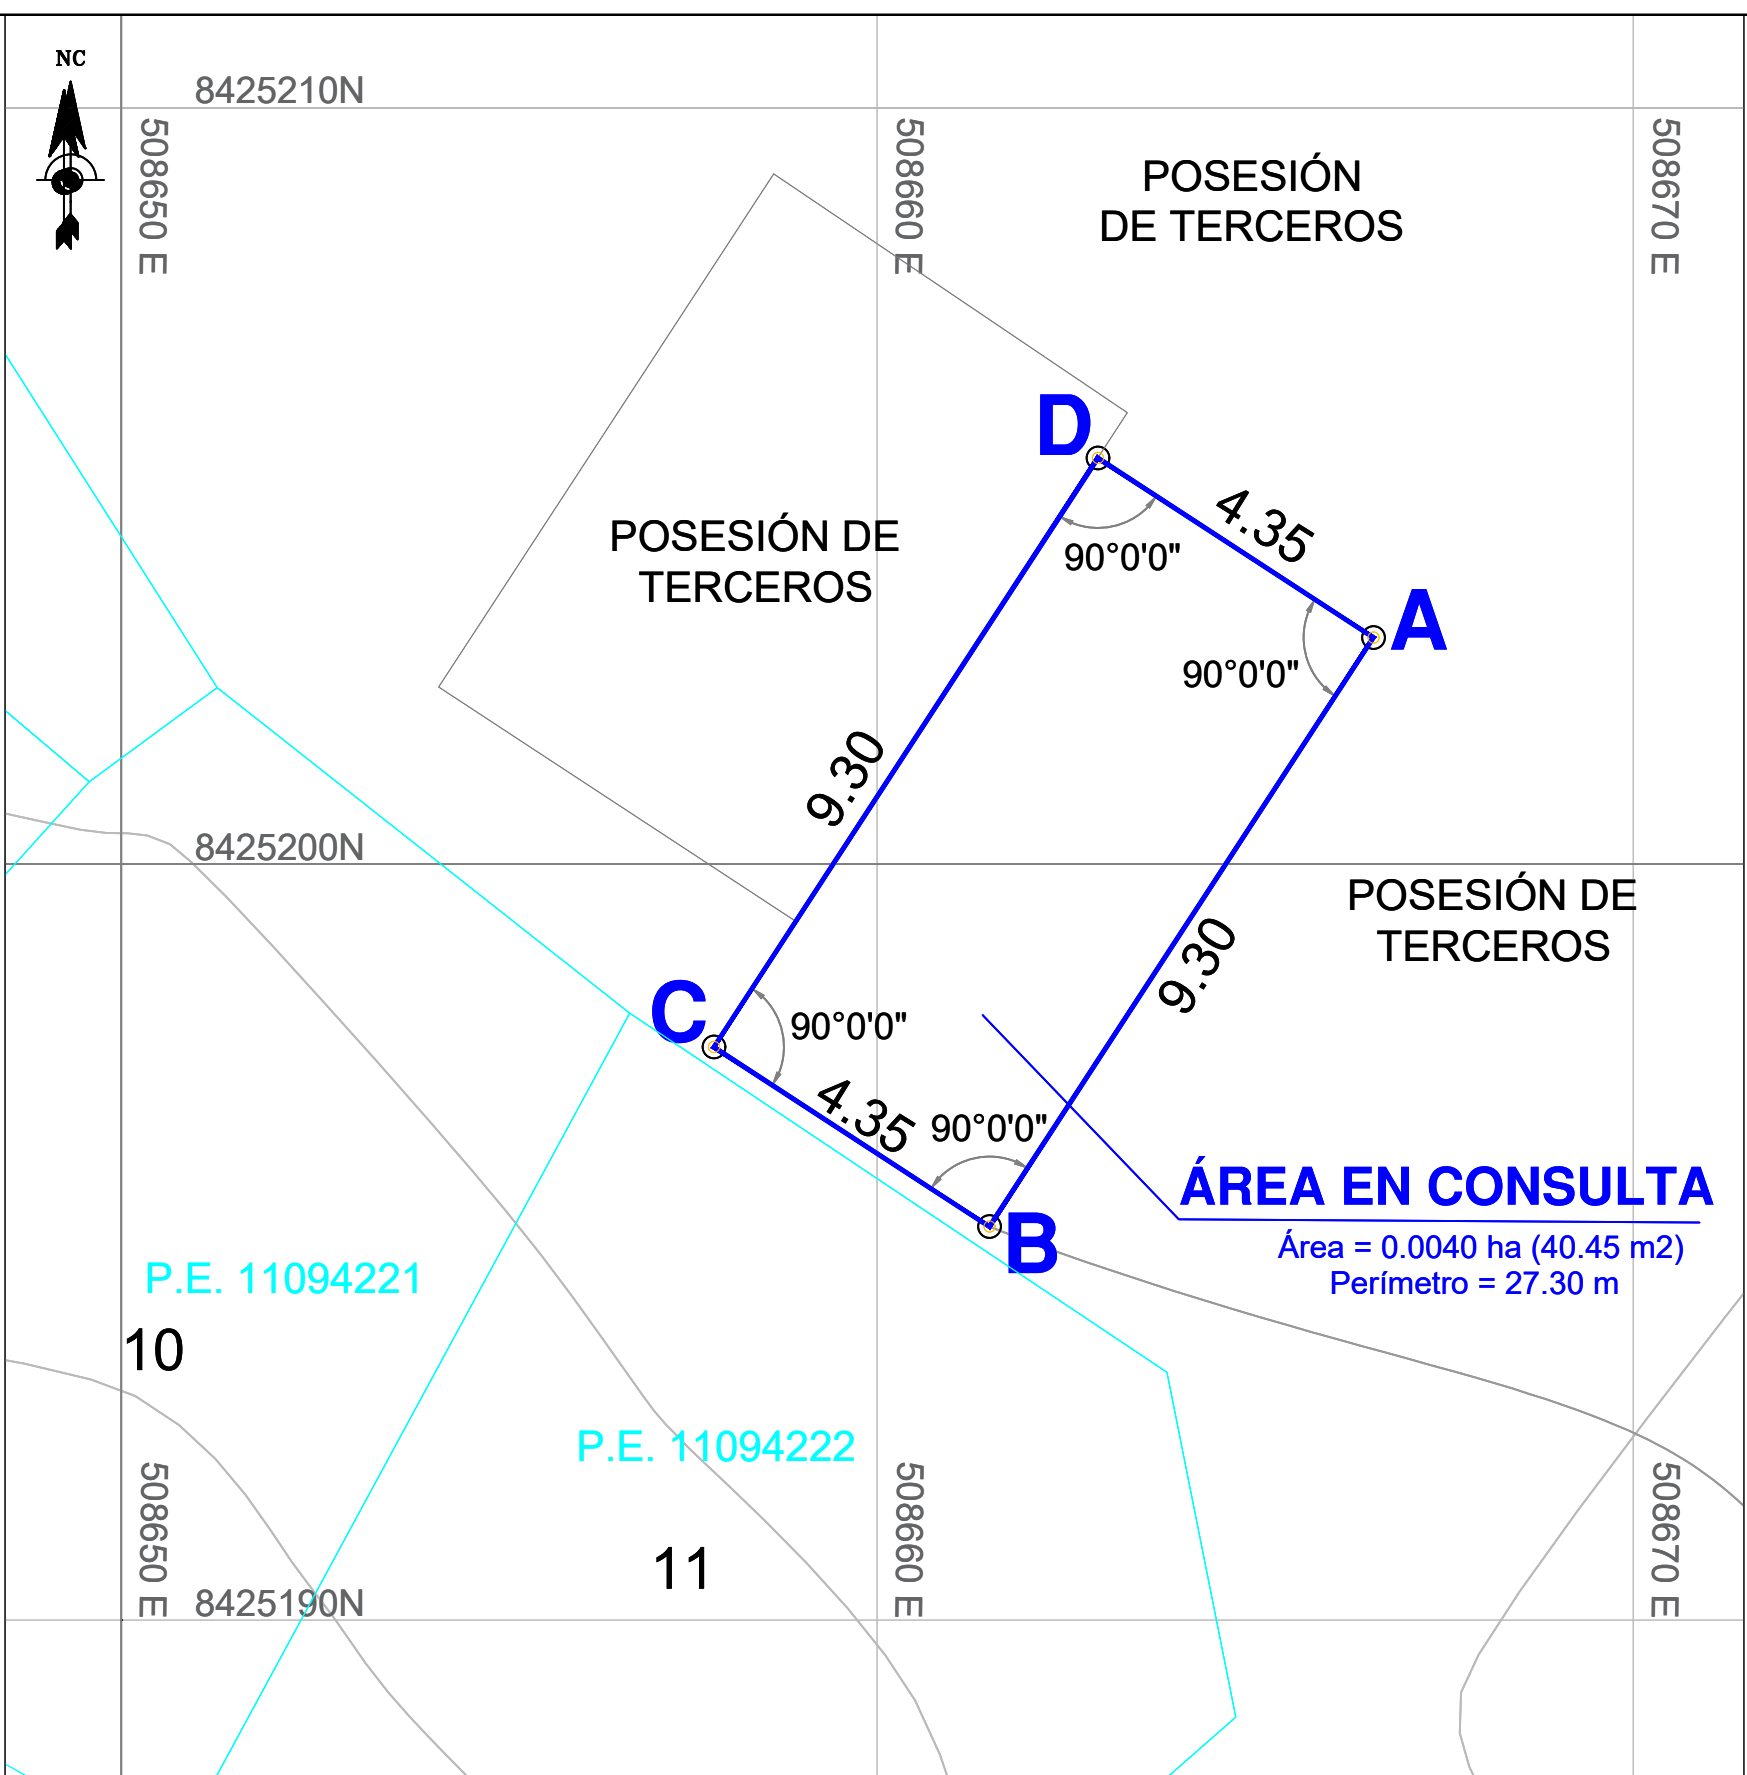 NC
8425210N
508650 E
508660 E
508670 E
POSESIÓN
DE TERCEROS
D
4.35
90°0'0"
POSESIÓN DE
TERCEROS
A
90°0'0"
9.30
8425200N
POSESIÓN DE
TERCEROS
9.30
C
90°0'0"
4.35
90°0'0"
B
ÁREA EN CONSULTA
Área = 0.0040 ha (40.45 m2)
Perímetro = 27.30 m
P.E. 11094221
10
P.E. 11094222
11
508650 E
508660 E
508670 E
8425190N